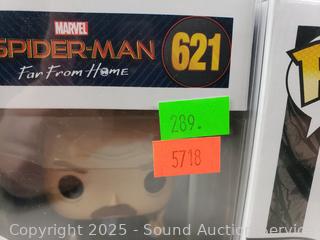 MARVEL
SPIDER-MAN
Far From Home
621
289.
5718
Copyright 2025 - Sound Auction Service